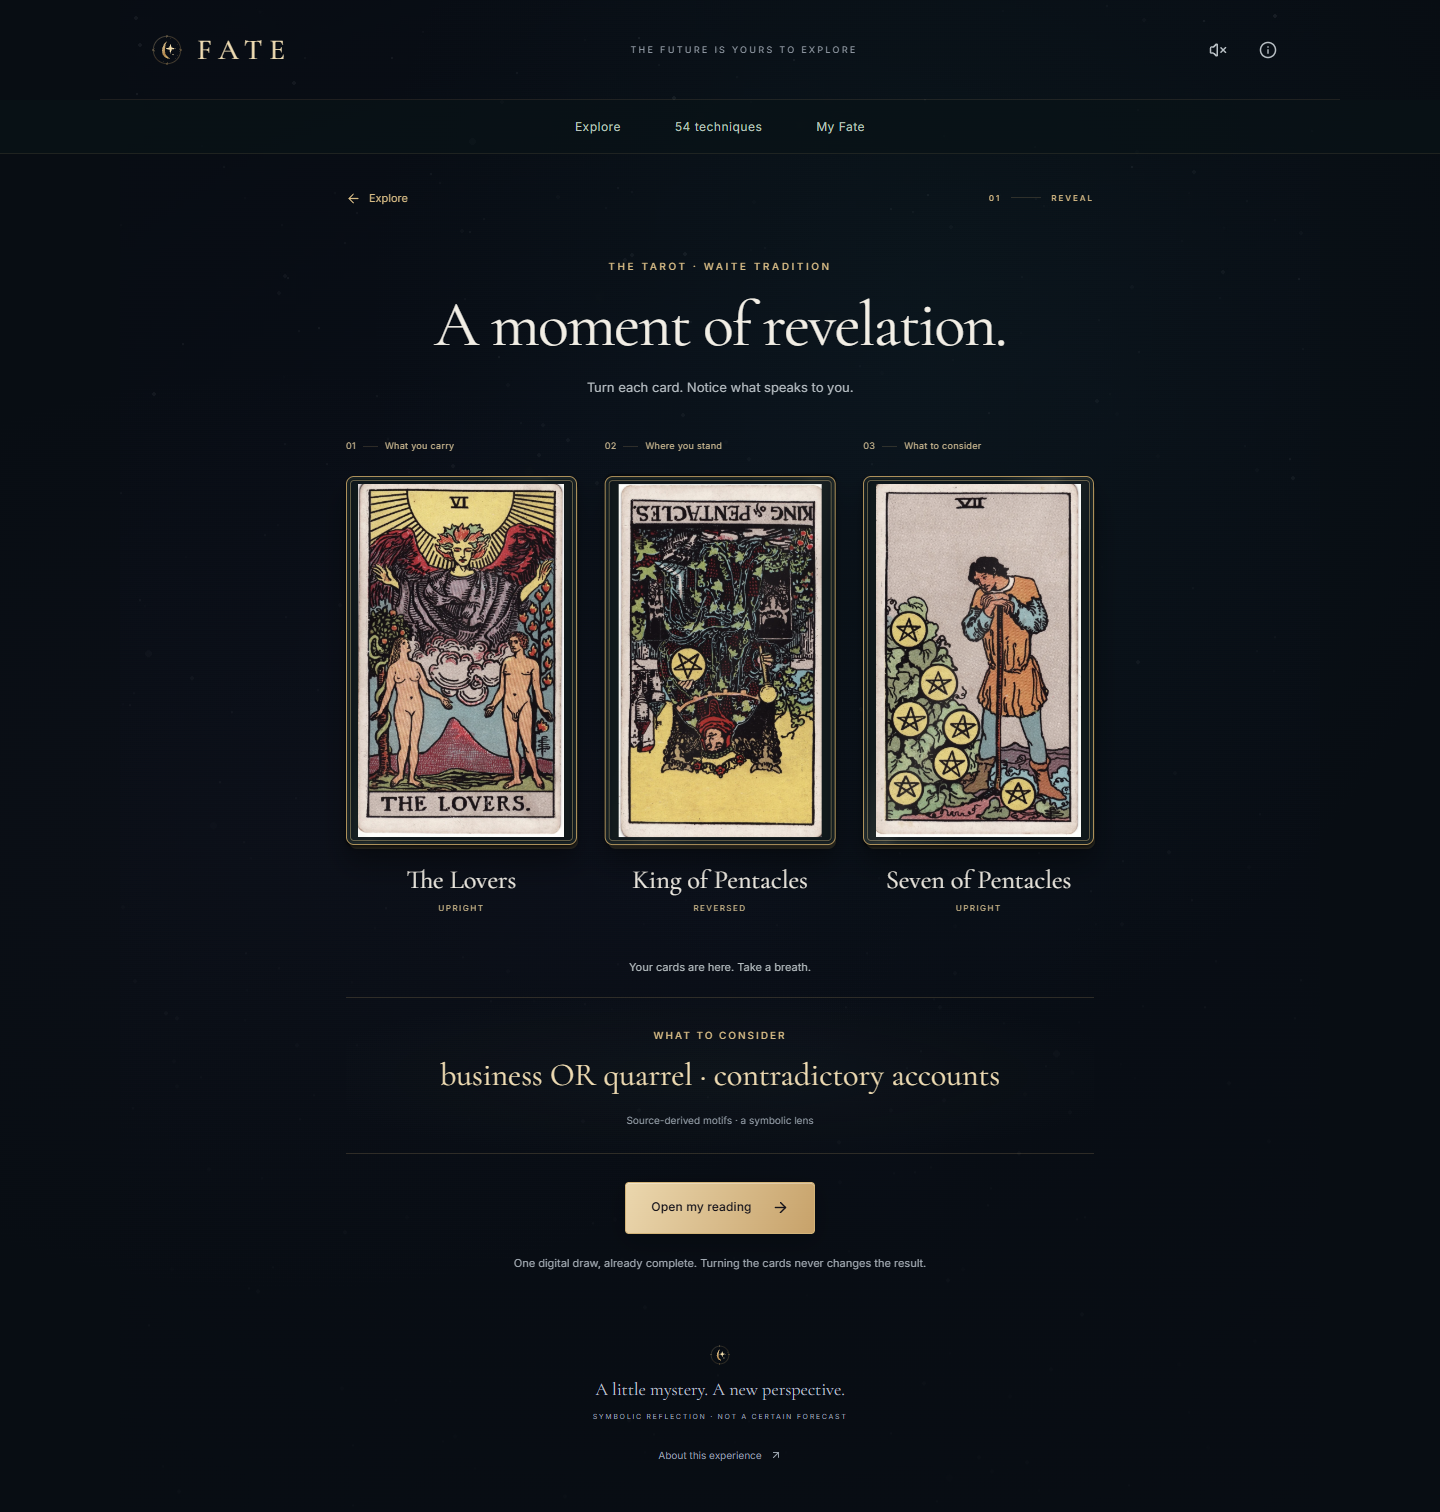 FATE
THE FUTURE IS YOURS TO EXPLORE
Explore
54 techniques
My Fate
Explore
01 REVEAL
THE TAROT · WAITE TRADITION
A moment of revelation.
Turn each card. Notice what speaks to you.
01 — What you carry
02 — Where you stand
03 — What to consider
VI
THE LOVERS.
KING of PENTACLES.
VII
The Lovers
UPRIGHT
King of Pentacles
REVERSED
Seven of Pentacles
UPRIGHT
Your cards are here. Take a breath.
WHAT TO CONSIDER
business OR quarrel · contradictory accounts
Source-derived motifs · a symbolic lens
Open my reading
One digital draw, already complete. Turning the cards never changes the result.
A little mystery. A new perspective.
SYMBOLIC REFLECTION · NOT A CERTAIN FORECAST
About this experience